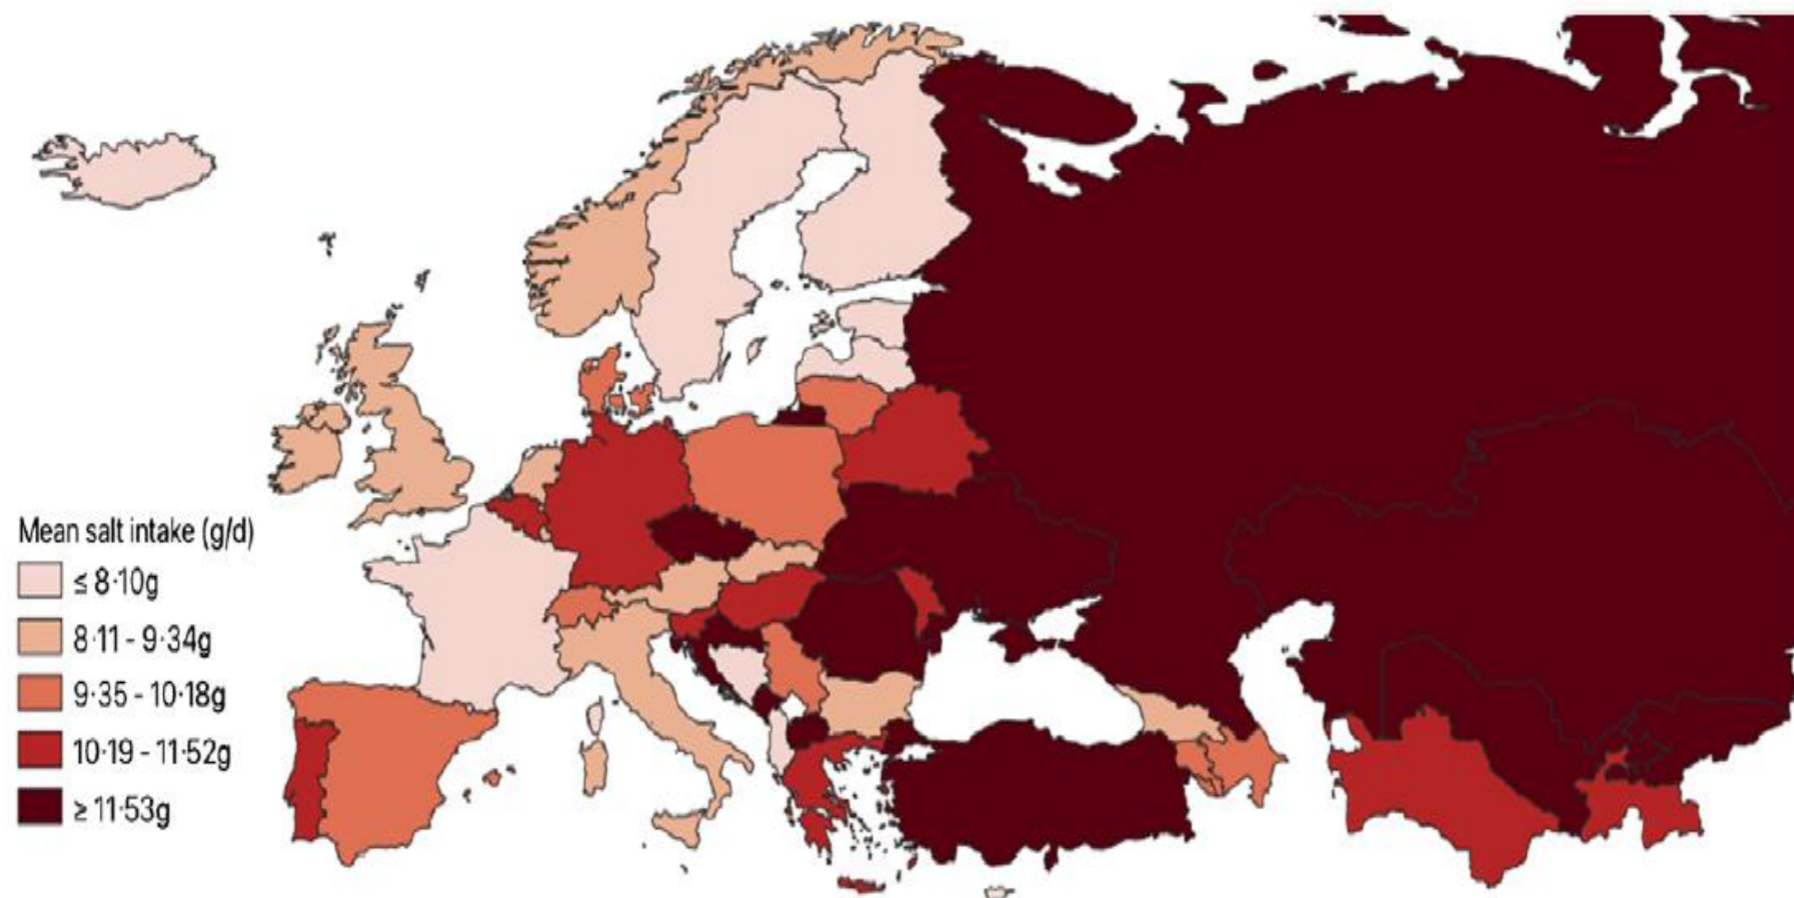 Mean salt intake (g/d)
≤ 8·10g
8·11 - 9·34g
9·35 - 10·18g
10·19 - 11·52g
≥ 11·53g